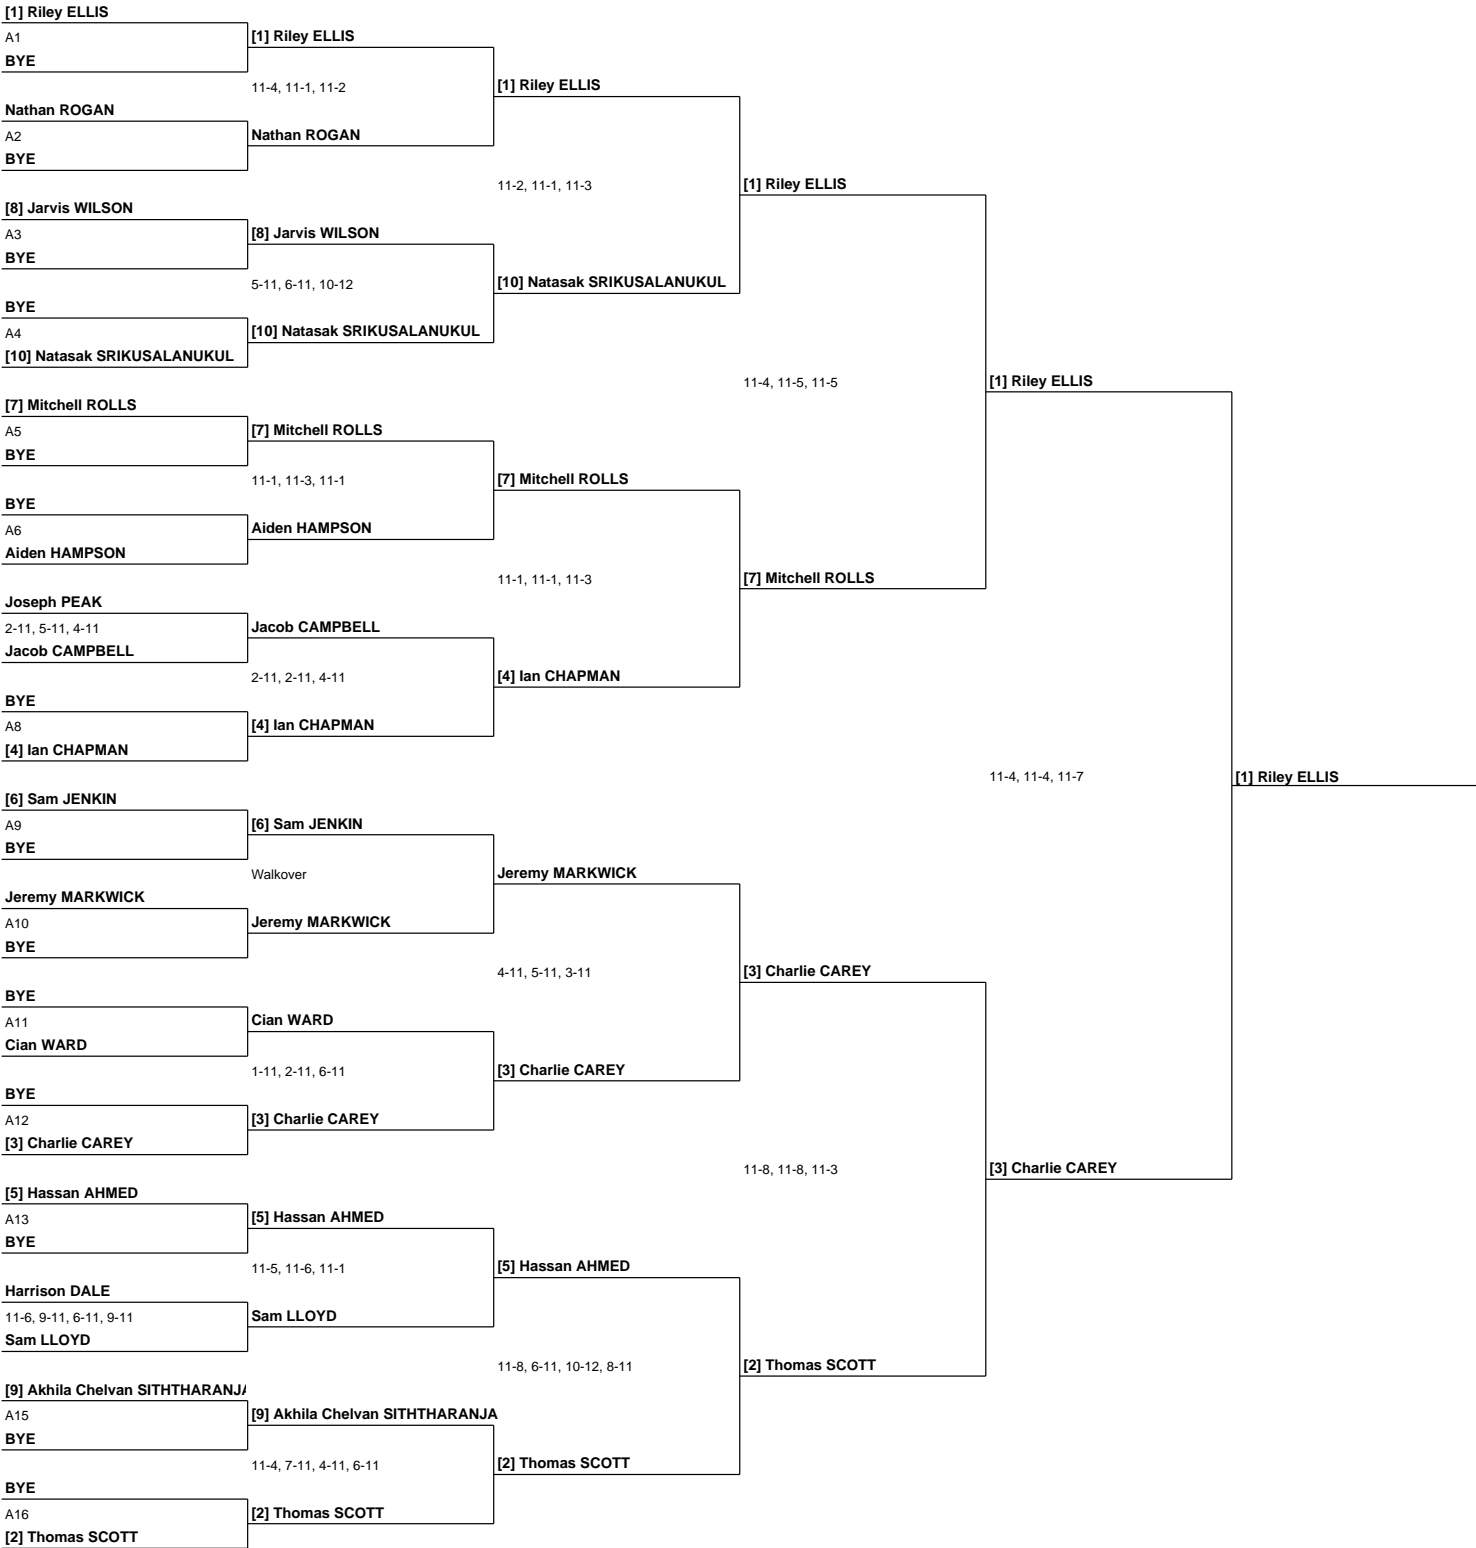 [1] Riley ELLIS
A1
BYE
Nathan ROGAN
A2
BYE
[8] Jarvis WILSON
A3
BYE
BYE
A4
[10] Natasak SRIKUSALANUKUL
[7] Mitchell ROLLS
A5
BYE
BYE
A6
Aiden HAMPSON
Joseph PEAK
2-11, 5-11, 4-11
Jacob CAMPBELL
BYE
A8
[4] Ian CHAPMAN
[6] Sam JENKIN
A9
BYE
Jeremy MARKWICK
A10
BYE
BYE
A11
Cian WARD
BYE
A12
[3] Charlie CAREY
[5] Hassan AHMED
A13
BYE
Harrison DALE
11-6, 9-11, 6-11, 9-11
Sam LLOYD
[9] Akhila Chelvan SITHTHARANJA
A15
BYE
BYE
A16
[2] Thomas SCOTT
[1] Riley ELLIS
11-4, 11-1, 11-2
Nathan ROGAN
[8] Jarvis WILSON
5-11, 6-11, 10-12
[10] Natasak SRIKUSALANUKUL
[7] Mitchell ROLLS
11-1, 11-3, 11-1
Aiden HAMPSON
Jacob CAMPBELL
2-11, 2-11, 4-11
[4] Ian CHAPMAN
[6] Sam JENKIN
Walkover
Jeremy MARKWICK
Cian WARD
1-11, 2-11, 6-11
[3] Charlie CAREY
[5] Hassan AHMED
11-5, 11-6, 11-1
Sam LLOYD
[9] Akhila Chelvan SITHTHARANJA
11-4, 7-11, 4-11, 6-11
[2] Thomas SCOTT
[1] Riley ELLIS
11-2, 11-1, 11-3
[10] Natasak SRIKUSALANUKUL
[7] Mitchell ROLLS
11-1, 11-1, 11-3
[4] Ian CHAPMAN
Jeremy MARKWICK
4-11, 5-11, 3-11
[3] Charlie CAREY
[5] Hassan AHMED
11-8, 6-11, 10-12, 8-11
[2] Thomas SCOTT
[1] Riley ELLIS
11-4, 11-5, 11-5
[7] Mitchell ROLLS
[3] Charlie CAREY
11-8, 11-8, 11-3
[2] Thomas SCOTT
[1] Riley ELLIS
11-4, 11-4, 11-7
[3] Charlie CAREY
[1] Riley ELLIS